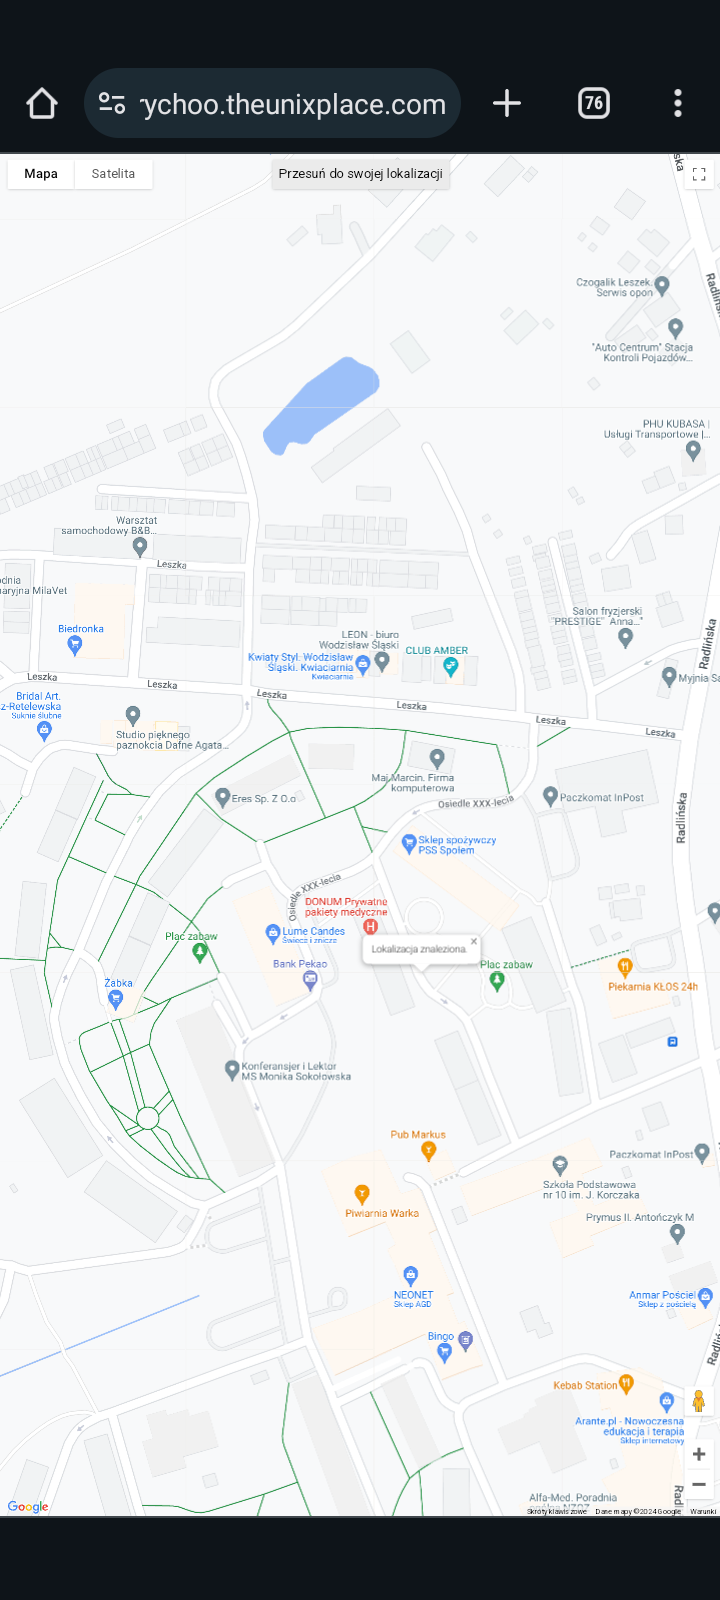 ychoo.theunixplace.com
76
Mapa
Satelita
Przesuń do swojej lokalizacji
ska
Czogalik Leszek.
Serwis opon
Radlińska
"Auto Centrum" Stacja
Kontroli Pojazdów...
PHU KUBASA |
Usługi Transportowe |...
Warsztat
samochodowy B&B...
Leszka
odnia
naryjna MilaVet
Biedronka
Salon fryzjerski
"PRESTIGE" Anna..."
LEON - biuro
Wodzisław Śląski
CLUB AMBER
Kwiaty Styl. Wodzisław
Śląski. Kwiaciarnia
Kwiaciarnia
Radlińska
Myjnia Sa
Leszka
Leszka
Leszka
Leszka
Leszka
Leszka
Bridal Art.
z-Retelewska
Suknie ślubne
Studio pięknego
paznokcia Dafne Agata...
Maj Marcin. Firma
komputerowa
Eres Sp. Z O.o
Osiedle XXX-lecia
Paczkomat InPost
Radlińska
Sklep spożywczy
PSS Społem
Osiedle XXX-lecia
DONUM Prywatne
pakiety medyczne
Lume Candes
Świece i znicze
Plac zabaw
Lokalizacja znaleziona.
×
Bank Pekao
Plac zabaw
Żabka
Piekarnia KŁOS 24h
Konferansjer i Lektor
MS Monika Sokołowska
Pub Markus
Paczkomat InPost
Szkoła Podstawowa
nr 10 im. J. Korczaka
Piwiarnia Warka
Prymus II. Antończyk M
NEONET
Sklep AGD
Anmar Pościel
Sklep z pościelą
Bingo
Radliń
Kebab Station
Arante.pl - Nowoczesna
edukacja i terapia
Sklep internetowy
Alfa-Med. Poradnia
Radl
Google
Skróty klawiszowe
Dane mapy ©2024 Google
Warunki